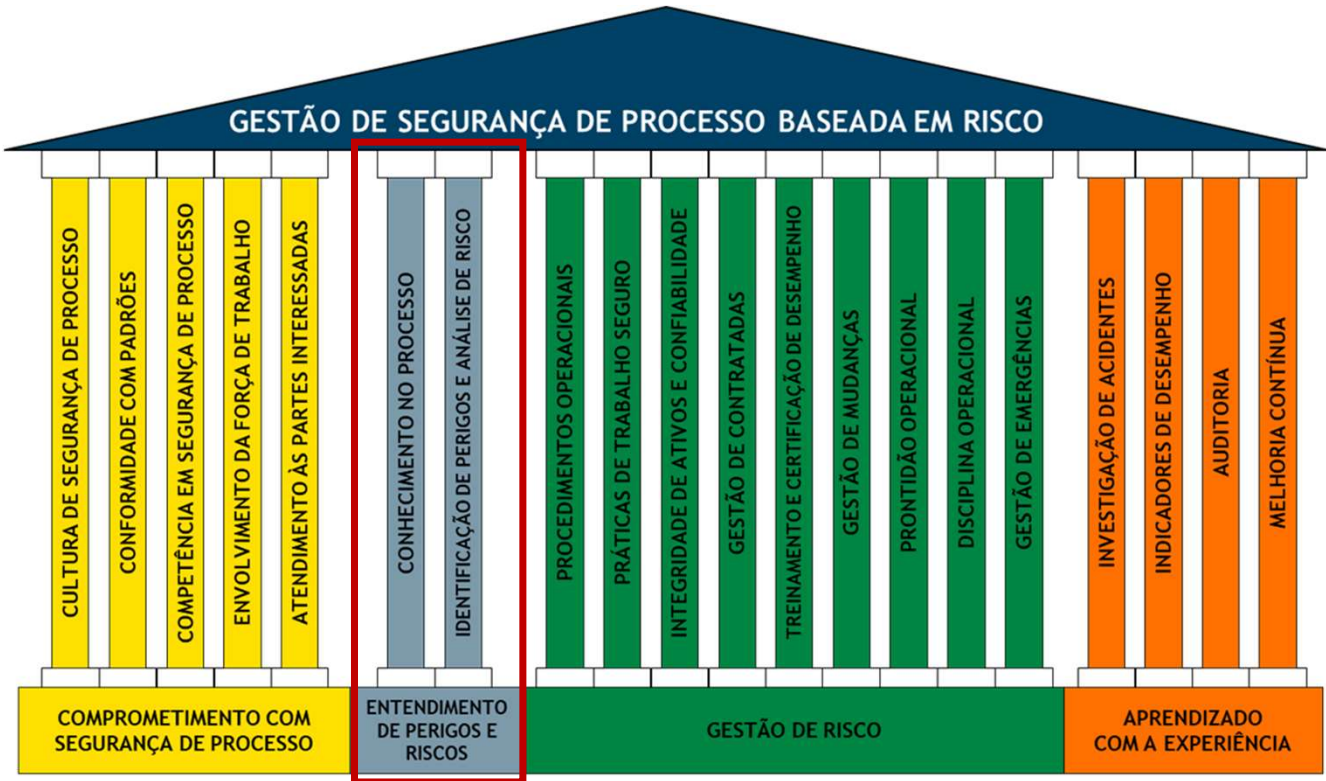 GESTÃO DE SEGURANÇA DE PROCESSO BASEADA EM RISCO
CULTURA DE SEGURANÇA DE PROCESSO
CONFORMIDADE COM PADRÕES
COMPETÊNCIA EM SEGURANÇA DE PROCESSO
ENVOLVIMENTO DA FORÇA DE TRABALHO
ATENDIMENTO ÀS PARTES INTERESSADAS
CONHECIMENTO NO PROCESSO
IDENTIFICAÇÃO DE PERIGOS E ANÁLISE DE RISCO
PROCEDIMENTOS OPERACIONAIS
PRÁTICAS DE TRABALHO SEGURO
INTEGRIDADE DE ATIVOS E CONFIABILIDADE
GESTÃO DE CONTRATADAS
TREINAMENTO E CERTIFICAÇÃO DE DESEMPENHO
GESTÃO DE MUDANÇAS
PRONTIDÃO OPERACIONAL
DISCIPLINA OPERACIONAL
GESTÃO DE EMERGÊNCIAS
INVESTIGAÇÃO DE ACIDENTES
INDICADORES DE DESEMPENHO
AUDITORIA
MELHORIA CONTÍNUA
COMPROMETIMENTO COM
SEGURANÇA DE PROCESSO
ENTENDIMENTO
DE PERIGOS E
RISCOS
GESTÃO DE RISCO
APRENDIZADO
COM A EXPERIÊNCIA